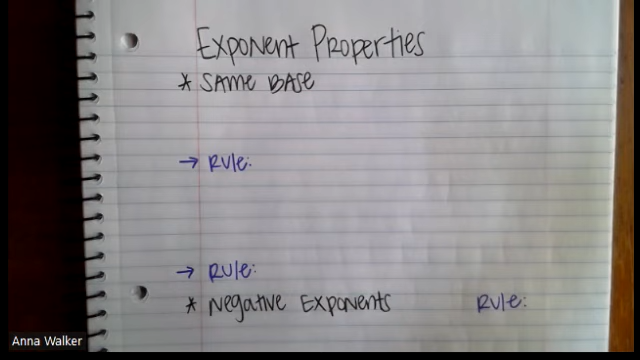 Exponent Properties
* SAME BASE
→ Rule:
→ Rule:
* Negative Exponents Rule:
Anna Walker